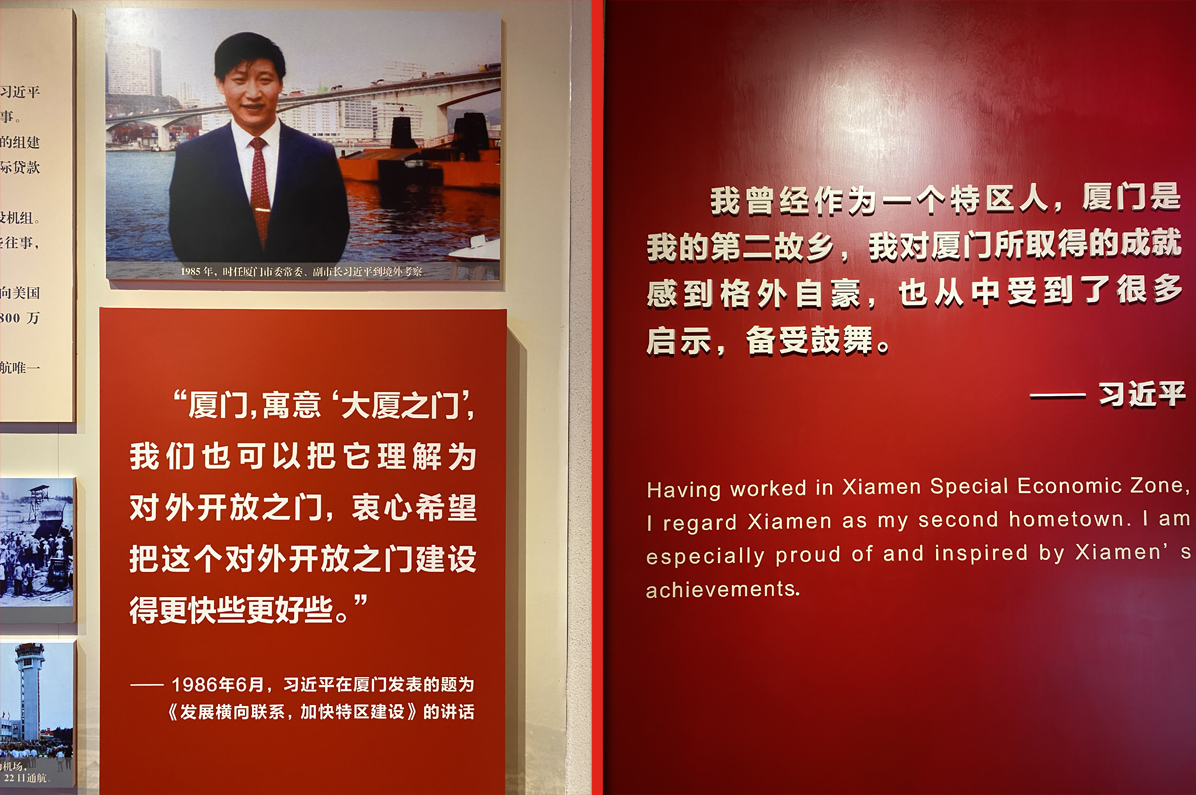 习近平
事。
的组建
际贷款
机组。
往事，
向美国
800 万
航唯一
1985 年，时任厦门市委常委、副市长习近平到境外考察
“厦门，寓意‘大厦之门’，
我们也可以把它理解为
对外开放之门，衷心希望
把这个对外开放之门建设
得更快些更好些。”
—— 1986年6月，习近平在厦门发表的题为
《发展横向联系，加快特区建设》的讲话
机场，
22日通航。
我曾经作为一个特区人，厦门是
我的第二故乡，我对厦门所取得的成就
感到格外自豪，也从中受到了很多
启示，备受鼓舞。
—— 习近平
Having worked in Xiamen Special Economic Zone,
I regard Xiamen as my second hometown. I am
especially proud of and inspired by Xiamen’s
achievements.